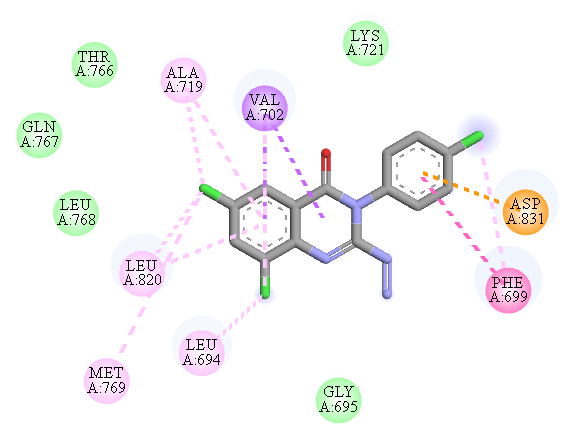 LYS
A:721
THR
A:766
ALA
A:719
VAL
A:702
GLN
A:767
LEU
A:768
ASP
A:831
LEU
A:820
PHE
A:699
LEU
A:694
MET
A:769
GLY
A:695